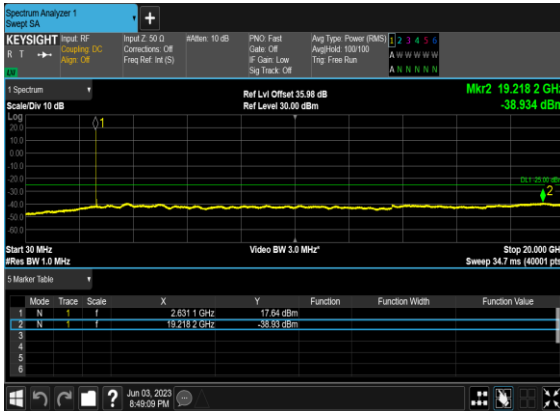 Spectrum Analyzer 1
Swept SA
+
KEYSIGHT
R T
LW
Input: RF
Coupling: DC
Align: Off
Input Z: 50 Ω
Corrections: Off
Freq Ref: Int (S)
#Atten: 10 dB
PNO: Fast
Gate: Off
IF Gain: Low
Sig Track: Off
Avg Type: Power (RMS)
Avg|Hold: 100/100
Trig: Free Run
1 2 3 4 5 6
A W W W W W
A N N N N N
1 Spectrum
Scale/Div 10 dB
Ref Lvl Offset 35.98 dB
Ref Level 30.00 dBm
Mkr2 19.218 2 GHz
-38.934 dBm
Log
20.0
10.0
0.00
-10.0
-20.0
-30.0
-40.0
-50.0
-60.0
1
DL1 -25.00 dBm
2
Start 30 MHz
#Res BW 1.0 MHz
Video BW 3.0 MHz*
Stop 20.000 GH
Sweep 34.7 ms (40001 pts
5 Marker Table
Mode Trace Scale X Y Function Function Width Function Value
1 N 1 f 2.631 1 GHz 17.64 dBm
2 N 1 f 19.218 2 GHz -38.93 dBm
3
4
5
6
?
Jun 03, 2023
8:49:09 PM